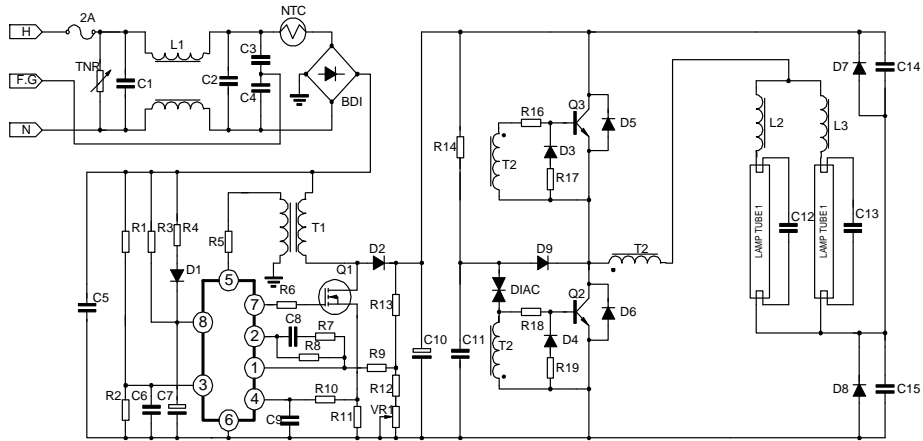 2A
NTC
H
L1
TNR
C1
C2
C3
C4
F.G
BDI
N
D7
C14
R16
Q3
D5
L2
L3
R14
T2
D3
R17
LAMP TUBE 1
LAMP TUBE 1
C12
C13
R1
R3
R4
R5
T1
D2
D9
T2
D1
Q1
DIAC
C5
5
7
R6
R13
Q2
D6
8
2
C8
R7
R8
C10
C11
R18
D4
T2
R19
1
R9
3
R12
D8
C15
R2
C6
C7
4
R10
R11
VR1
C9
6